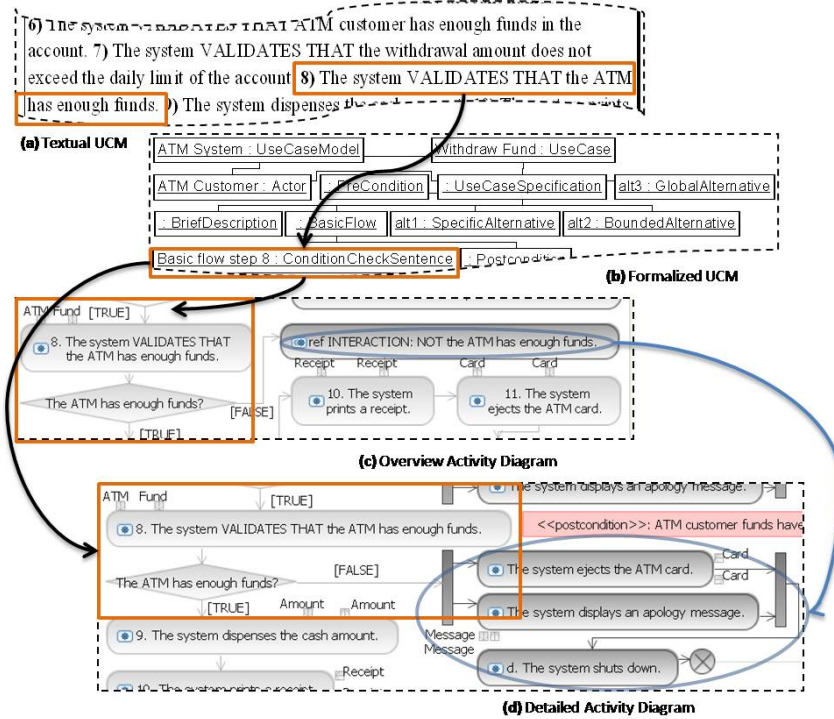 6) The system VALIDATES THAT ATM customer has enough funds in the
account. 7) The system VALIDATES THAT the withdrawal amount does not
exceed the daily limit of the account 8) The system VALIDATES THAT the ATM
has enough funds. 9) The system dispenses the
(a) Textual UCM
ATM System : UseCaseModel
Withdraw Fund : UseCase
ATM Customer : Actor
: PreCondition
: UseCaseSpecification
alt3 : GlobalAlternative
: BriefDescription
: BasicFlow
alt1 : SpecificAlternative
alt2 : BoundedAlternative
Basic flow step 8 : ConditionCheckSentence
: Postcondition
(b) Formalized UCM
ATM Fund
[TRUE]
8. The system VALIDATES THAT
the ATM has enough funds.
The ATM has enough funds?
[FALSE]
[TRUE]
ref INTERACTION: NOT the ATM has enough funds.
Receipt Receipt
Card Card
10. The system
prints a receipt.
11. The system
ejects the ATM card.
(c) Overview Activity Diagram
ATM Fund
[TRUE]
8. The system VALIDATES THAT the ATM has enough funds.
The ATM has enough funds?
[FALSE]
[TRUE]
Amount Amount
9. The system dispenses the cash amount.
10. The system prints a receipt
Receipt
The system displays an apology message.
<<postcondition>>: ATM customer funds have
The system ejects the ATM card.
Card
Card
The system displays an apology message.
Message
Message
d. The system shuts down.
(d) Detailed Activity Diagram